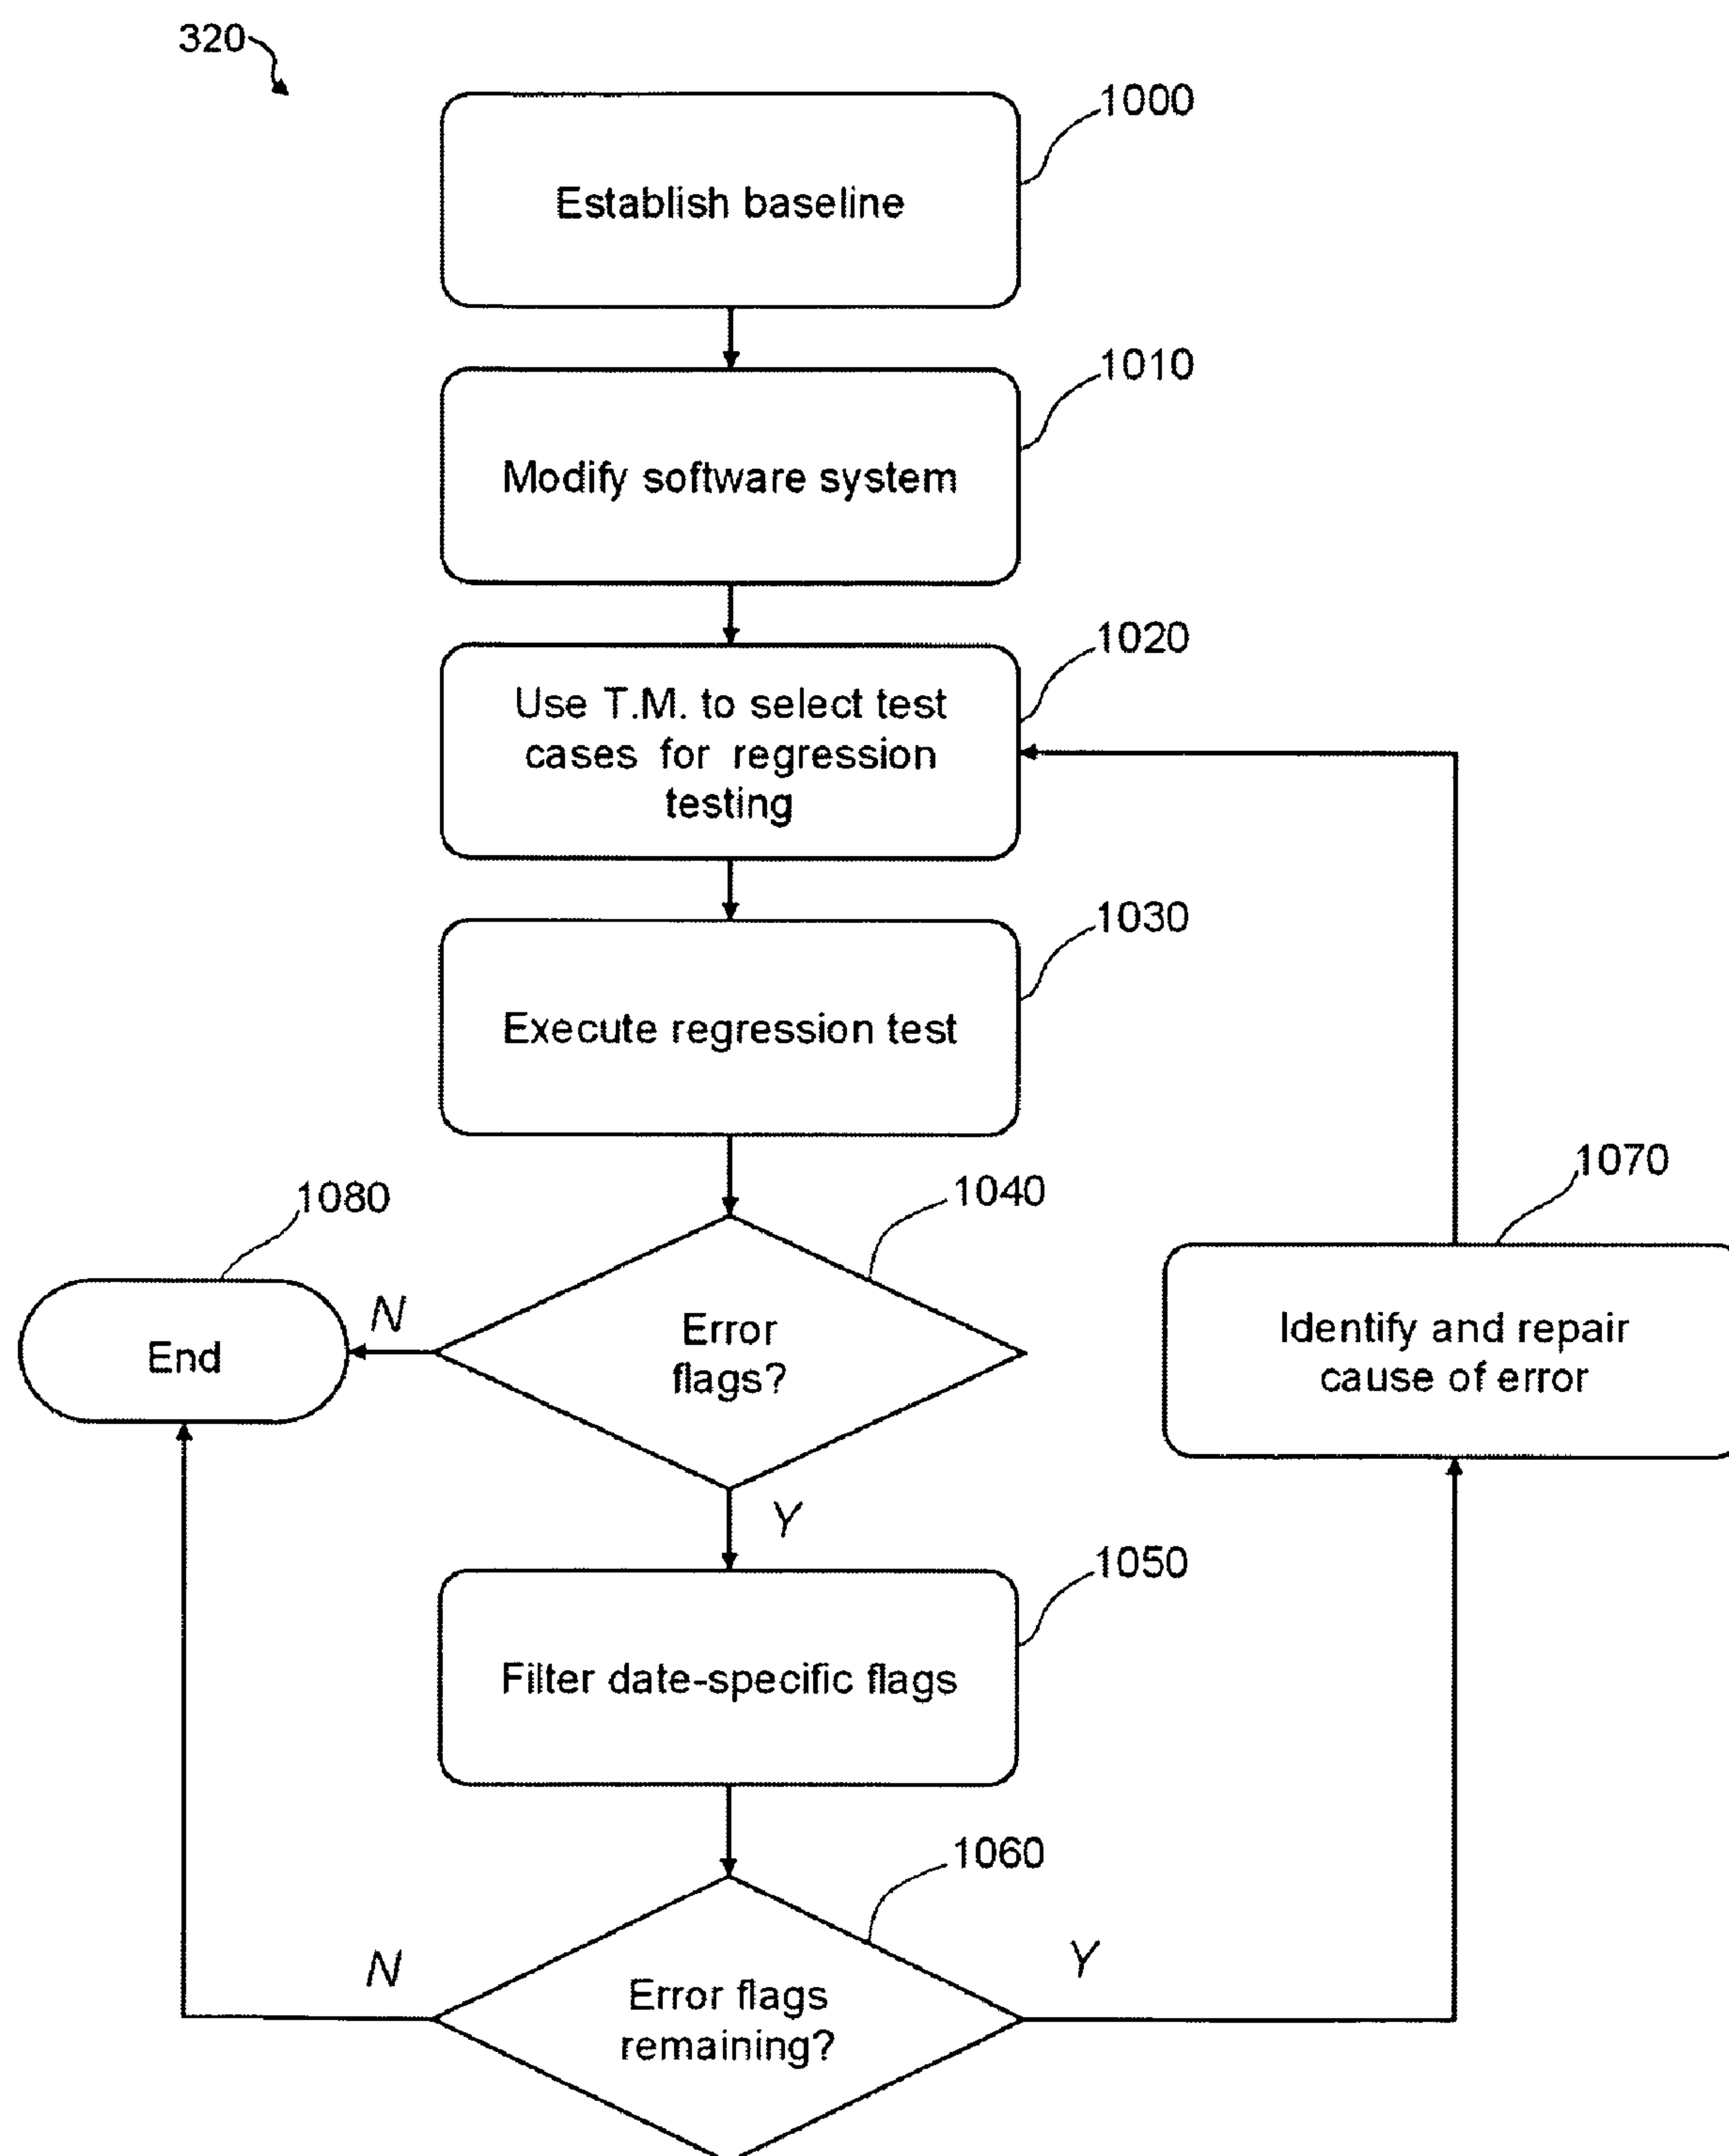 320
1000
Establish baseline
1010
Modify software system
1020
Use T.M. to select test
cases for regression
testing
1030
Execute regression test
1070
1080
1040
N
End
Error
flags?
Identify and repair
cause of error
Y
1050
Filter date-specific flags
1060
N
Y
Error flags
remaining?